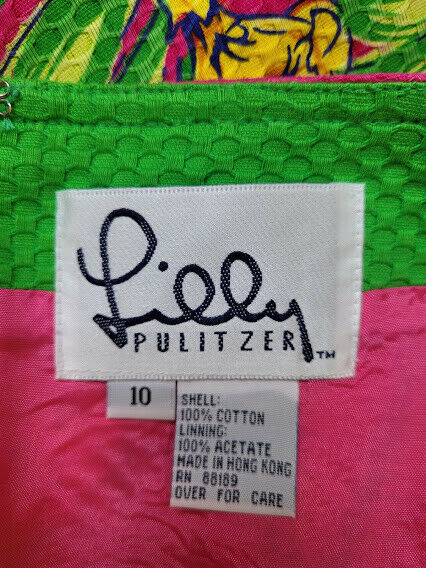 Lilly
PULITZER™
10
SHELL:
100% COTTON
LINNING:
100% ACETATE
MADE IN HONG KONG
RN 88189
OVER FOR CARE